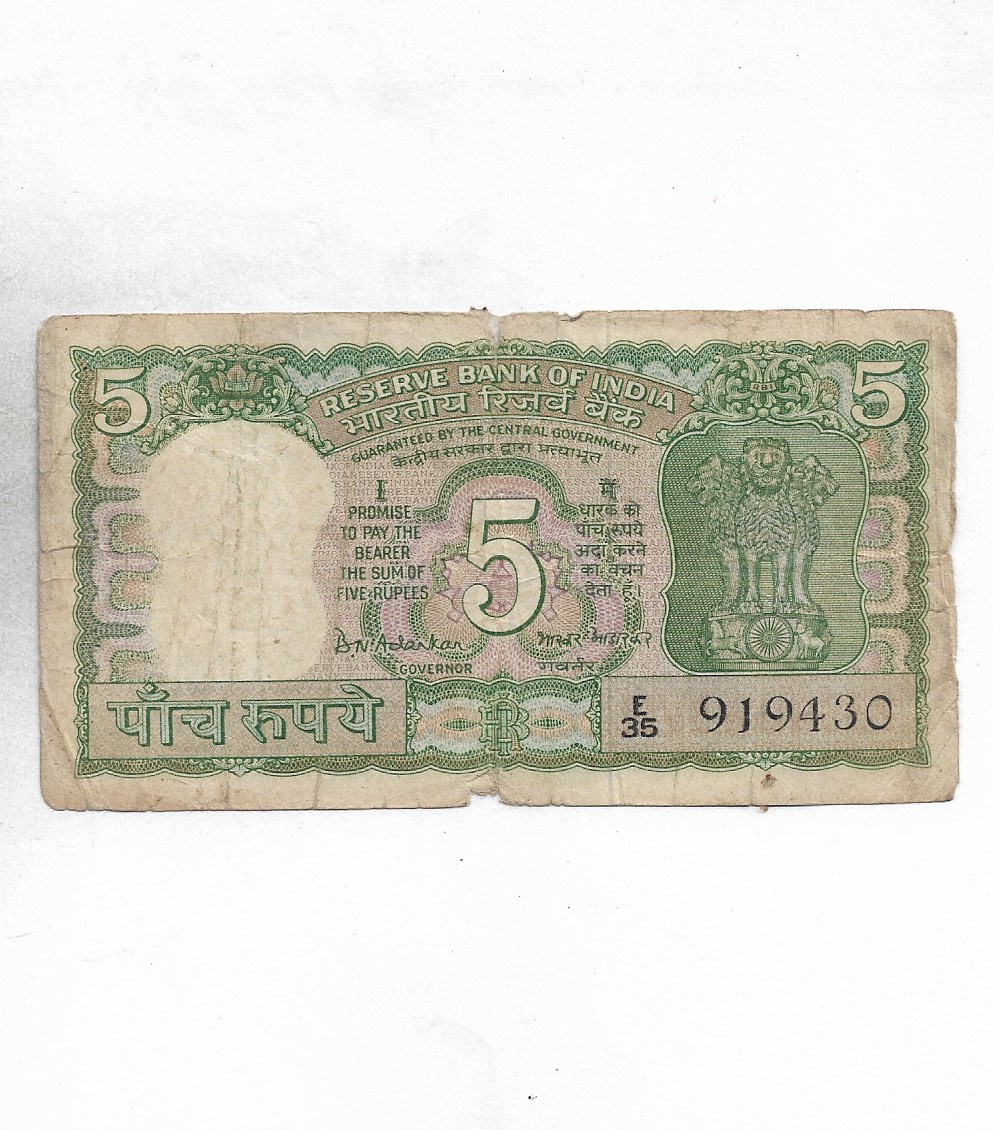 5
5
RBI
RESERVE BANK OF INDIA
भारतीय रिज़र्व बैंक
GUARANTEED BY THE CENTRAL GOVERNMENT
केंद्रीय सरकार द्वारा प्रत्याभूत
I
PROMISE
TO PAY THE
BEARER
THE SUM OF
FIVE RUPEES
5
मैं
धारक को
पाँच रुपये
अदा करने
का वचन
देता हूँ।
B.N. Adarkar
GOVERNOR
गवर्नर
पाँच रुपये
E
35
919430